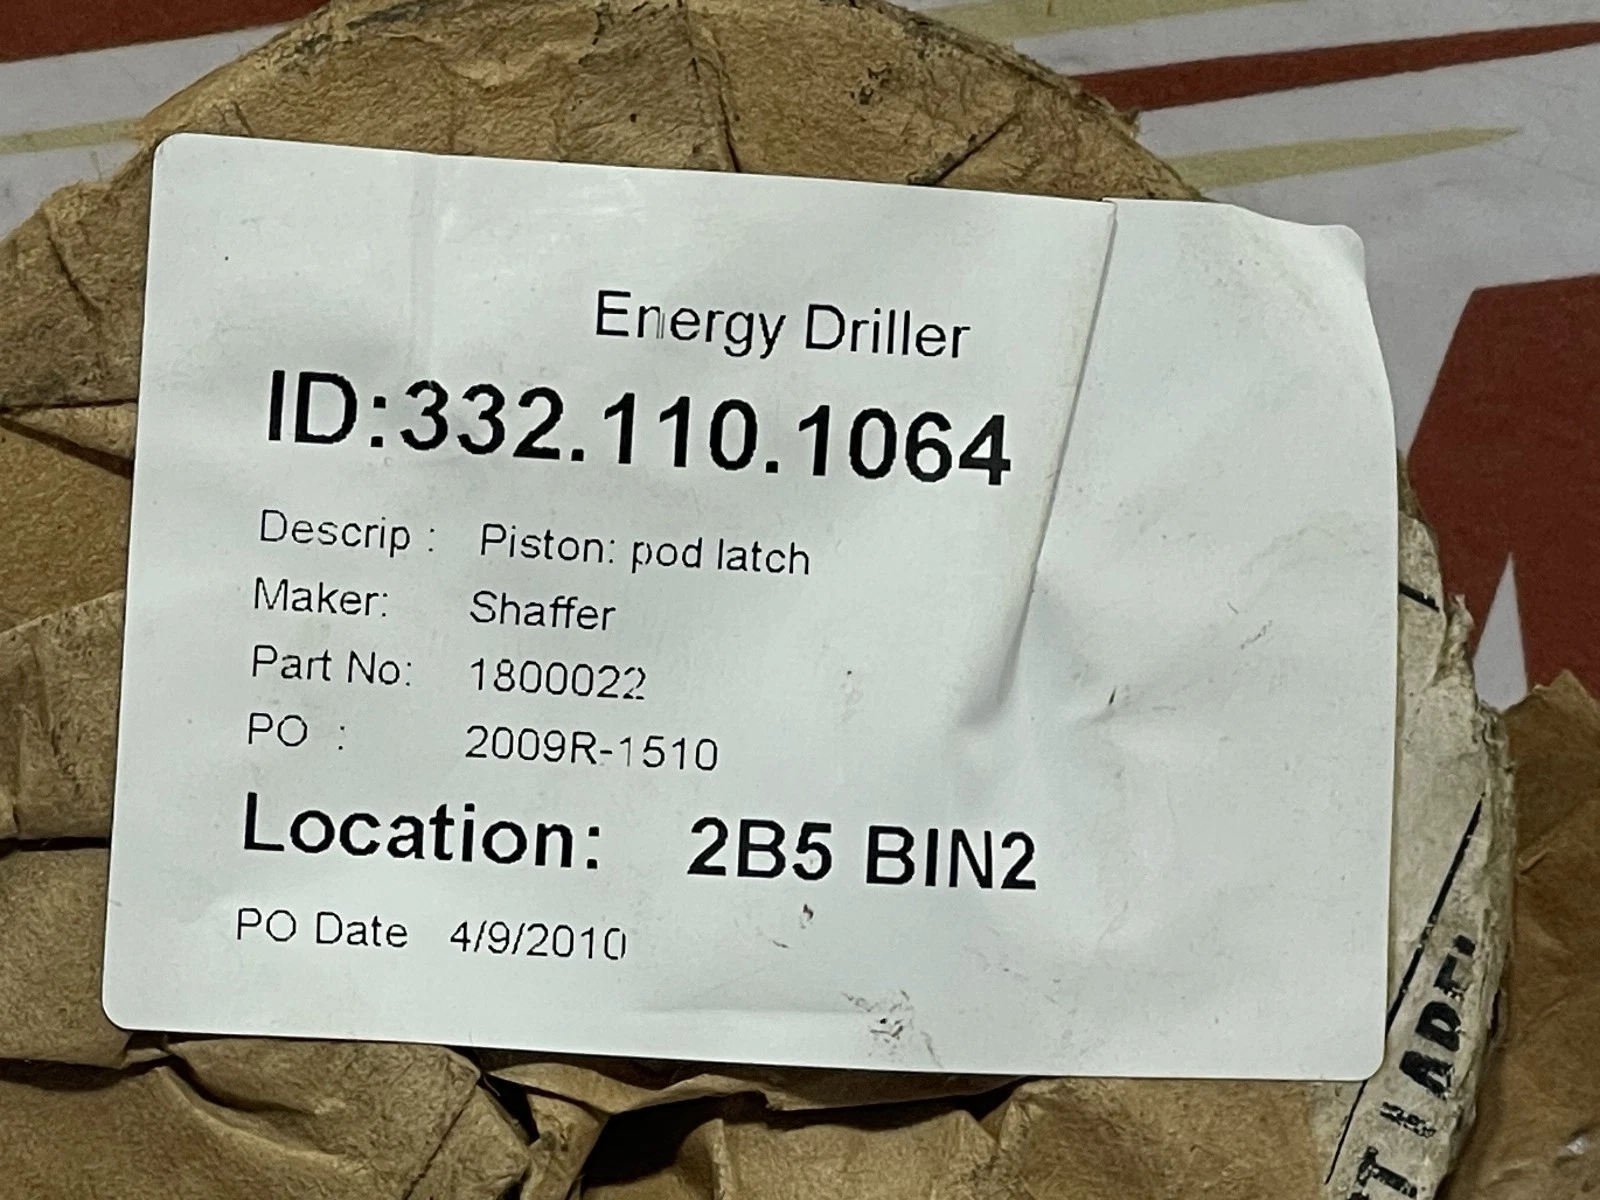 Energy Driller
ID:332.110.1064
Descrip : Piston: pod latch
Maker: Shaffer
Part No: 1800022
PO : 2009R-1510
Location: 2B5 BIN2
PO Date 4/9/2010